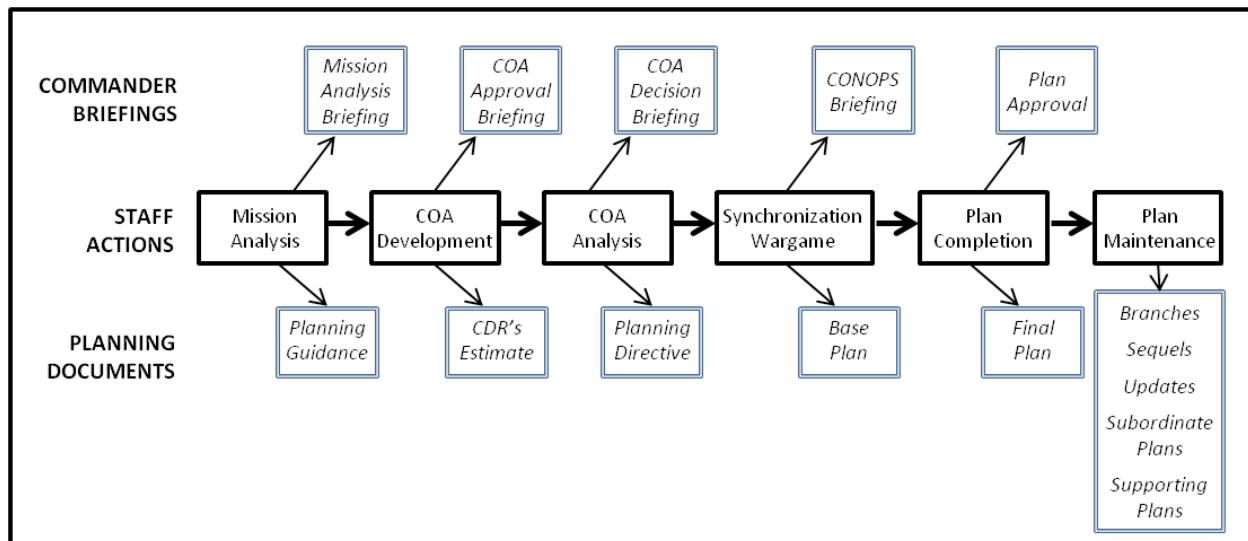 COMMANDER
BRIEFINGS
Mission
Analysis
Briefing
COA
Approval
Briefing
COA
Decision
Briefing
CONOPS
Briefing
Plan
Approval
STAFF
ACTIONS
Mission
Analysis
COA
Development
COA
Analysis
Synchronization
Wargame
Plan
Completion
Plan
Maintenance
PLANNING
DOCUMENTS
Planning
Guidance
CDR's
Estimate
Planning
Directive
Base
Plan
Final
Plan
Branches
Sequels
Updates
Subordinate
Plans
Supporting
Plans